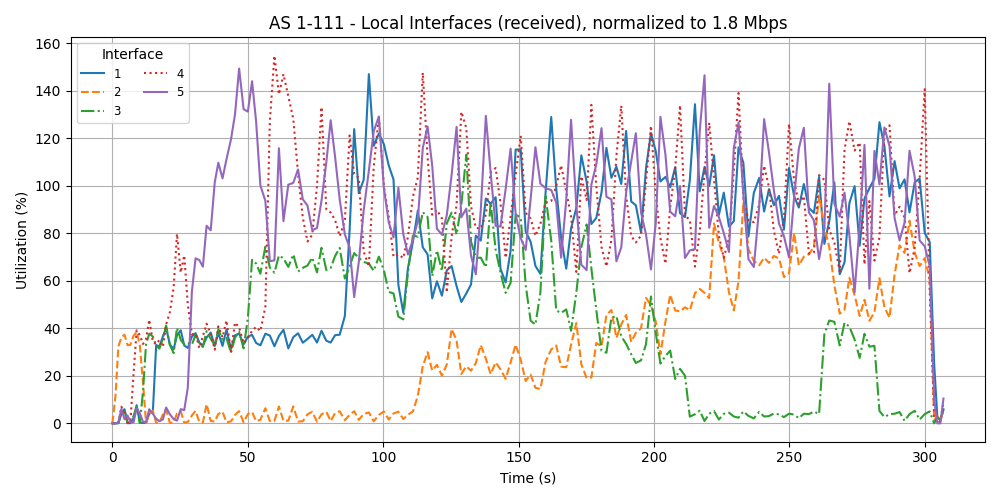 AS 1-111 - Local Interfaces (received), normalized to 1.8 Mbps
Utilization (%)
160
140
120
100
80
60
40
20
0
Interface
1 4
2 5
3
0 50 100 150 200 250 300
Time (s)